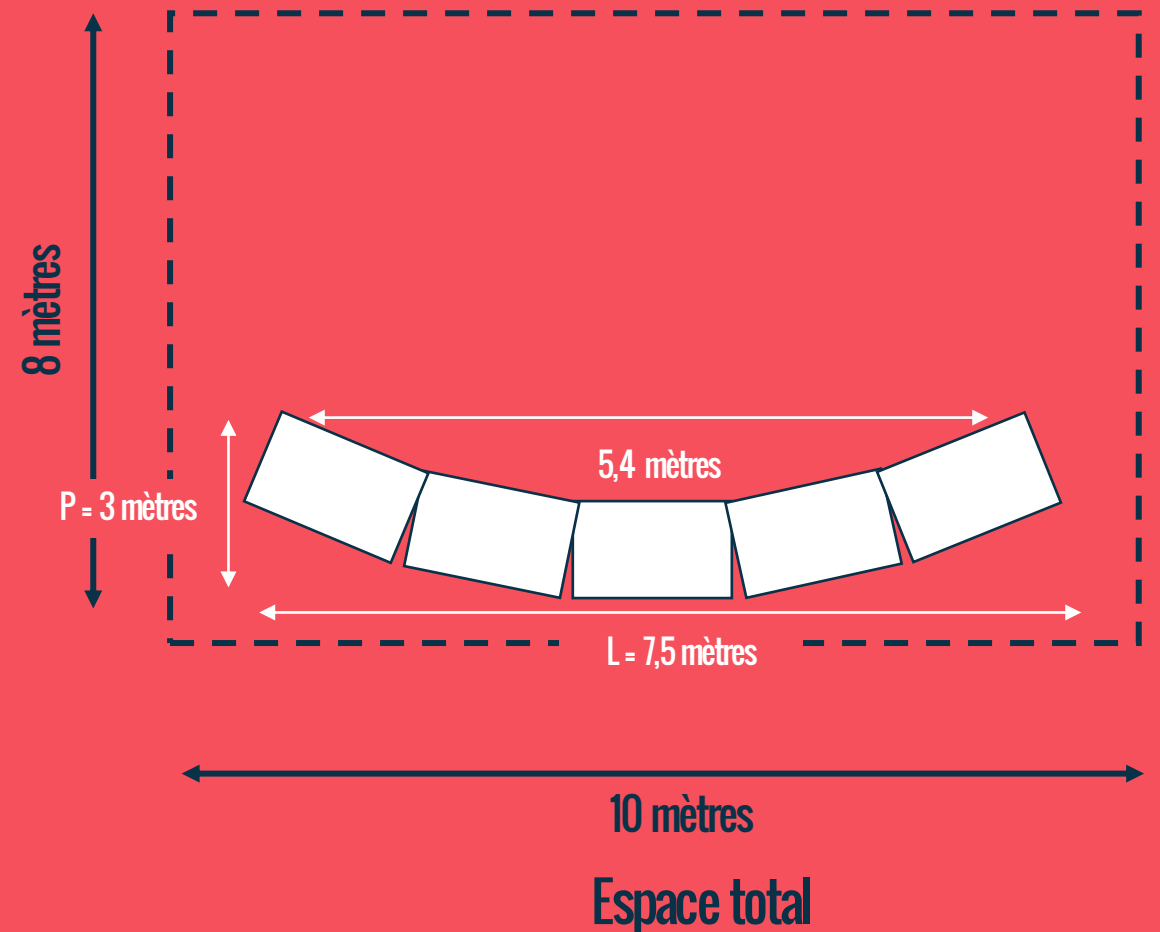 8 mètres
5,4 mètres
P = 3 mètres
L = 7,5 mètres
10 mètres
Espace total